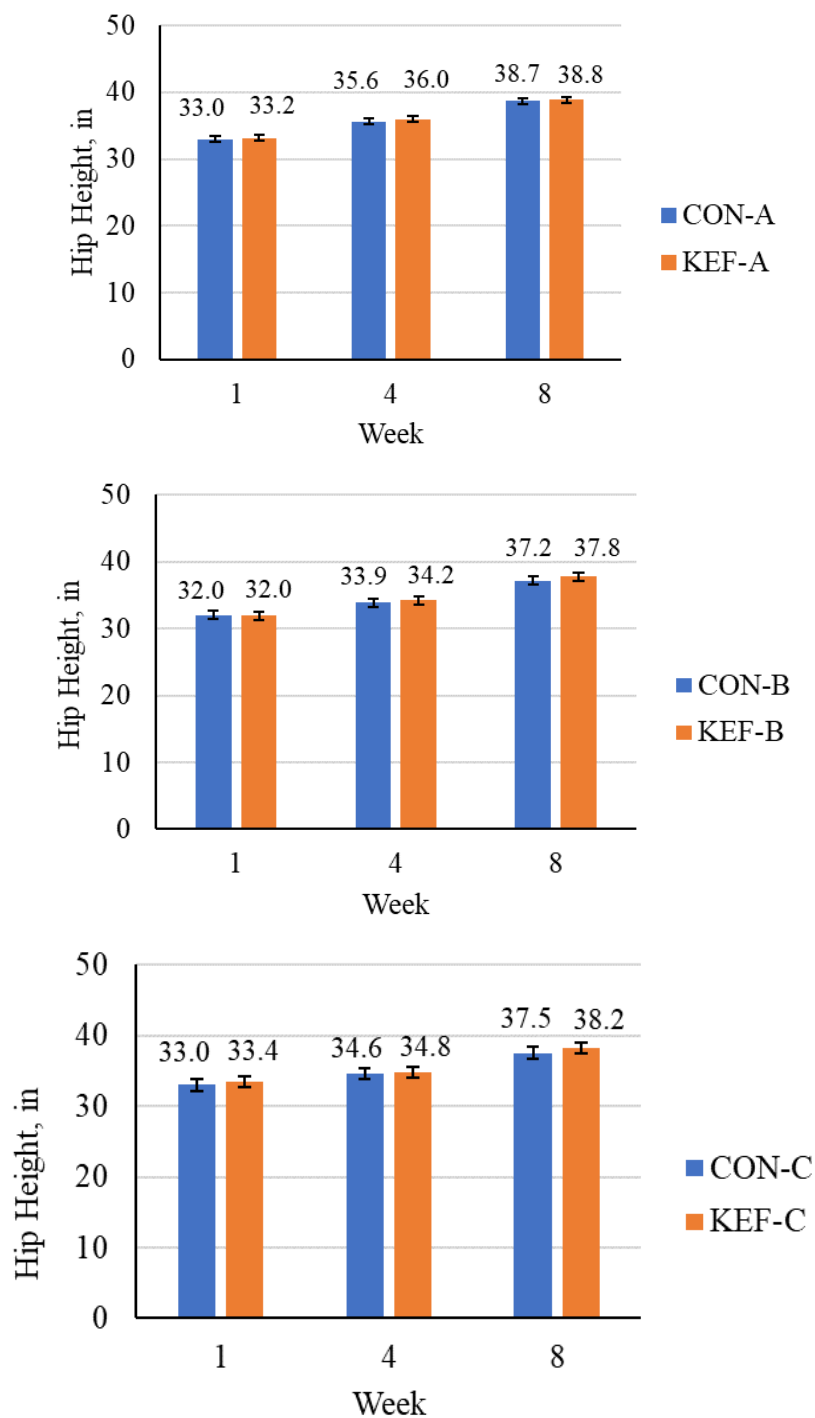 50
33.0 33.2 35.6 36.0 38.7 38.8
40
30
20
10
0
Hip Height, in
1 4 8
Week
CON-A
KEF-A
50
32.0 32.0 33.9 34.2 37.2 37.8
40
30
20
10
0
Hip Height, in
1 4 8
Week
CON-B
KEF-B
50
33.0 33.4 34.6 34.8 37.5 38.2
40
30
20
10
0
Hip Height, in
1 4 8
Week
CON-C
KEF-C